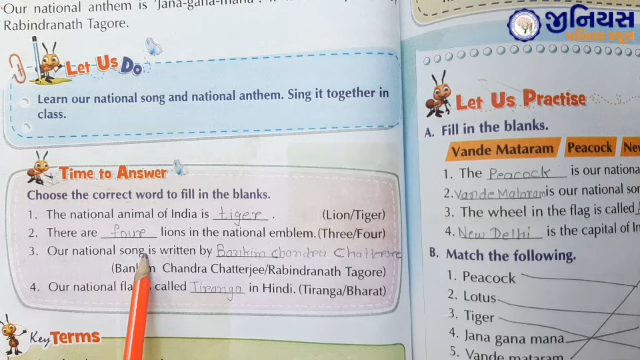 Our national anthem is 'Jana-gana-mana'.
Rabindranath Tagore.
જીનિયસ
Let Us Do
Learn our national song and national anthem. Sing it together in
class.
Time to Answer
Choose the correct word to fill in the blanks.
1. The national animal of India is tiger. (Lion/Tiger)
2. There are foure lions in the national emblem. (Three/Four)
3. Our national song is written by Bankim Chandra Chatterjee
Chandra Chatterjee/Rabindranath Tagore)
4. Our national called Tiranga in Hindi. (Tiranga/Bharat)
Key Terms
Let Us Practise
A. Fill in the blanks.
Vande Mataram Peacock
1. The Peacock is our national
2. Vande Mataram is our national
3. The wheel in the flag is called
4. New Delhi is the capital of
B. Match the following.
1. Peacock
2. Lotus
3. Tiger
4. Jana gana mana
5. Vande mataram